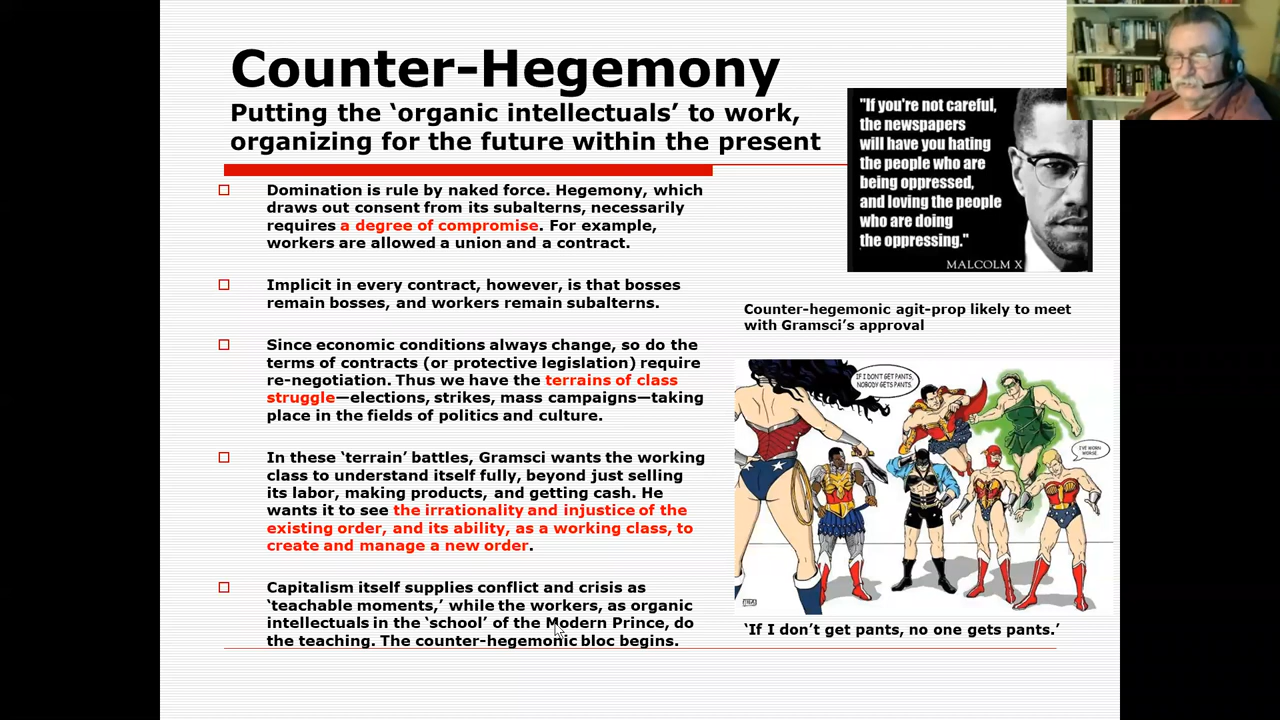 Counter-Hegemony
Putting the ‘organic intellectuals’ to work,
organizing for the future within the present
Domination is rule by naked force. Hegemony, which
draws out consent from its subalterns, necessarily
requires a degree of compromise. For example,
workers are allowed a union and a contract.
Implicit in every contract, however, is that bosses
remain bosses, and workers remain subalterns.
Since economic conditions always change, so do the
terms of contracts (or protective legislation) require
re-negotiation. Thus we have the terrains of class
struggle—elections, strikes, mass campaigns—taking
place in the fields of politics and culture.
In these ‘terrain’ battles, Gramsci wants the working
class to understand itself fully, beyond just selling
its labor, making products, and getting cash. He
wants it to see the irrationality and injustice of the
existing order, and its ability, as a working class, to
create and manage a new order.
Capitalism itself supplies conflict and crisis as
‘teachable moments,’ while the workers, as organic
intellectuals in the ‘school’ of the Modern Prince, do
the teaching. The counter-hegemonic bloc begins.
"If you're not careful,
the newspapers
will have you hating
the people who are
being oppressed,
and loving the people
who are doing
the oppressing."
MALCOLM X
Counter-hegemonic agit-prop likely to meet
with Gramsci’s approval
IF I DON'T GET PANTS,
NOBODY GETS PANTS.
I'VE WORN
WORSE.
‘If I don’t get pants, no one gets pants.’